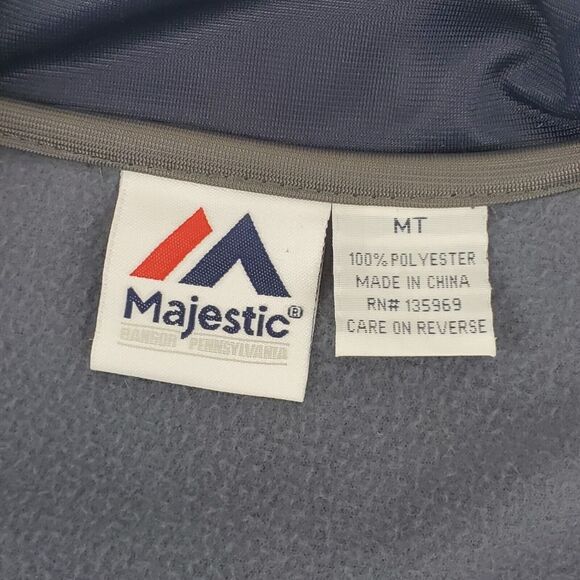 Majestic®
BANGOR PENNSYLVANIA
MT
100% POLYESTER
MADE IN CHINA
RN# 135969
CARE ON REVERSE